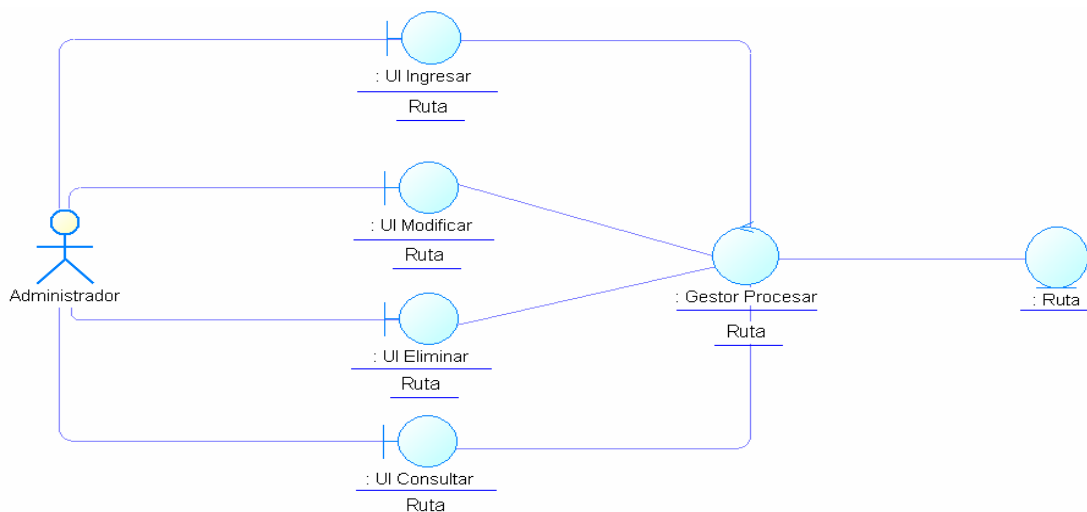 : UI Ingresar
Ruta
: UI Modificar
Ruta
Administrador
: Gestor Procesar
Ruta
: Ruta
: UI Eliminar
Ruta
: UI Consultar
Ruta